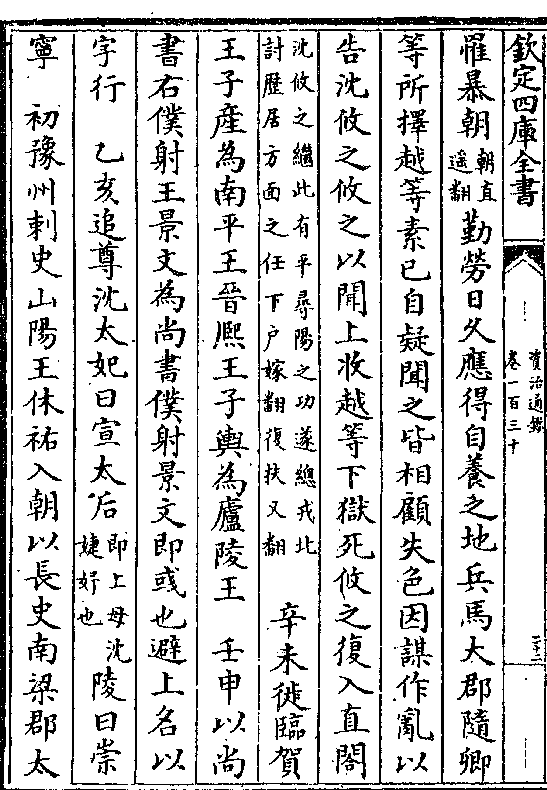 欽定四庫全書
資治通鑑
卷一百三十
罹暴朝朝直遥翻勤勞日久應得自養之地兵馬大郡隨卿
等所擇越等素已自疑聞之皆相顧失色因謀作亂以
告沈攸之攸之以聞上收越等下獄死攸之復入直閤
沈攸之繼此有平尋陽之功遂總戎北
討歴居方面之任下户嫁翻復扶又翻
辛未徙臨賀
王子産為南平王晉熈王子輿為廬陵王 壬申以尚
書右僕射王景文為尚書僕射景文即彧也避上名以
字行 乙亥追尊沈太妃曰宣太后即上母沈婕妤也陵曰崇
寧 初豫州刺史山陽王休祐入朝以長史南梁郡太